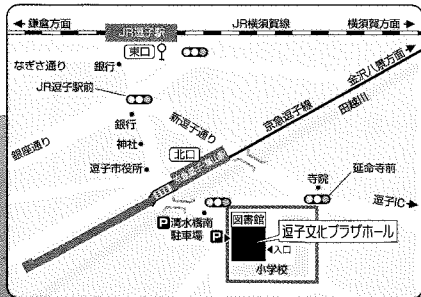 鎌倉方面
JR横須賀線
横須賀方面
JR逗子駅
東口
銀行
なぎさ通り
JR逗子駅前
金沢八景方面
京急逗子線
田越川
新逗子通り
銀行
神社
銀座通り
北口
逗子市役所
寺院
延命寺前
逗子IC
P
清水橋南
駐車場
図書館
P
逗子文化プラザホール
入口
小学校